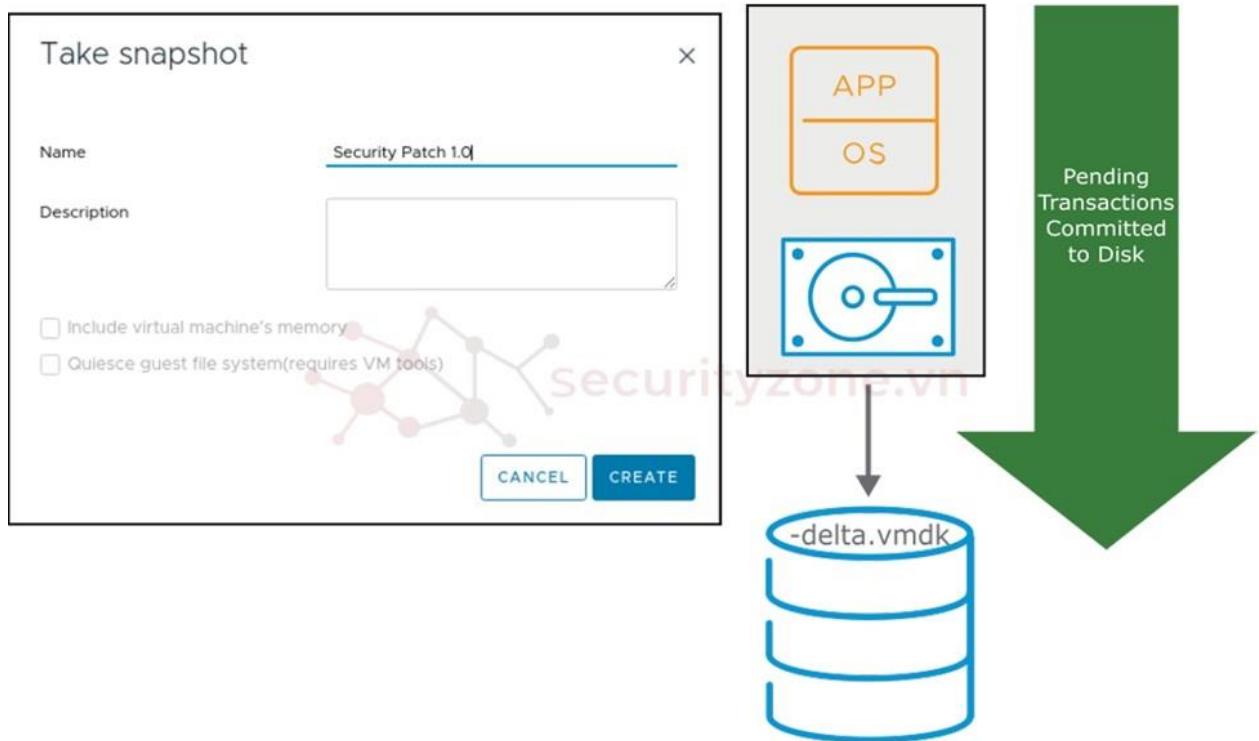 Take snapshot
Name
Security Patch 1.0
Description
Include virtual machine's memory
Quiesce guest file system(requires VM tools)
CANCEL
CREATE
APP
OS
Pending
Transactions
Committed
to Disk
securityzone.vn
-delta.vmdk